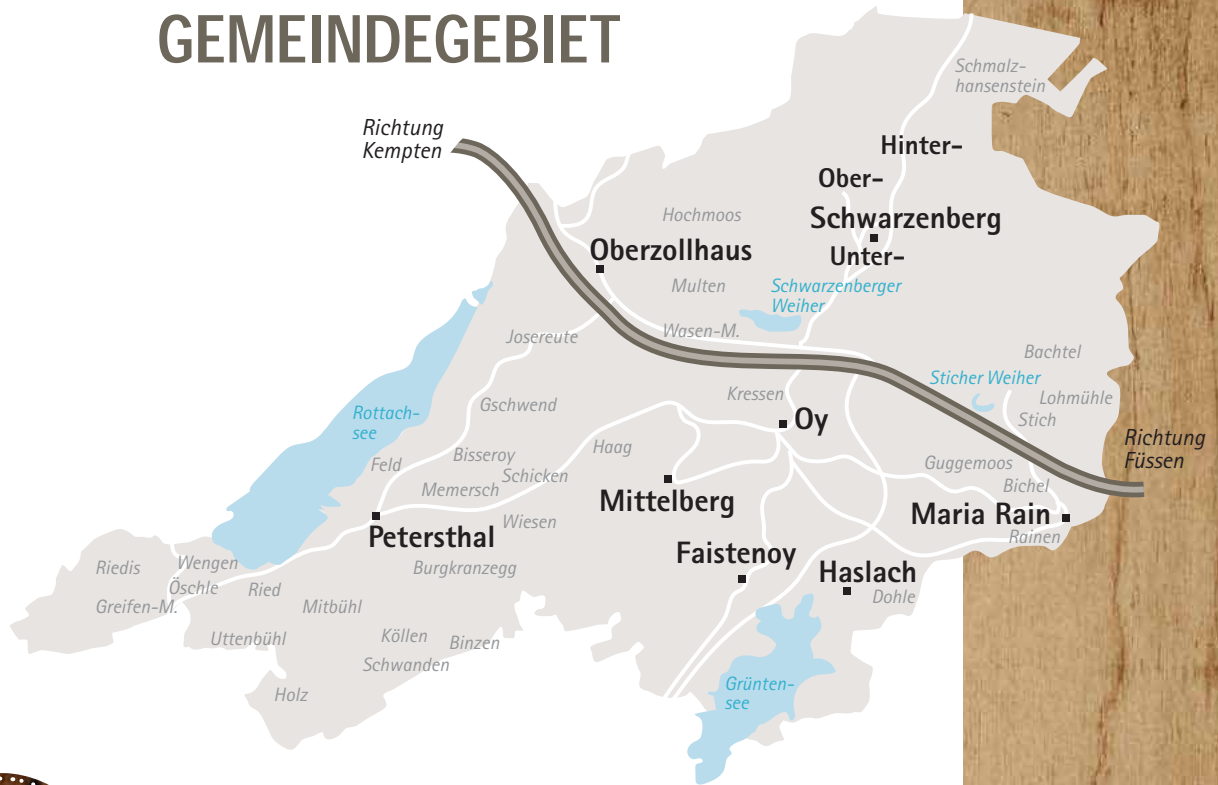 GEMEINDEGEBIET
Schmalz-
hansenstein
Richtung
Kempten
Hinter-
Ober-
Hochmoos
Schwarzenberg
Oberzollhaus
Unter-
Multen
Schwarzenberger
Weiher
Josereute
Wasen-M.
Bachtel
Sticher Weiher
Kressen
Lohmühle
Gschwend
Stich
Rottach-
see
Oy
Richtung
Füssen
Haag
Bisseroy
Feld
Guggemoos
Schicken
Memersch
Bichel
Mittelberg
Maria Rain
Wiesen
Petersthal
Rainen
Faistenoy
Riedis
Wengen
Burgkranzegg
Haslach
Öschle
Ried
Dohle
Greifen-M.
Mitbühl
Uttenbühl
Köllen
Binzen
Schwanden
Grünten-
see
Holz